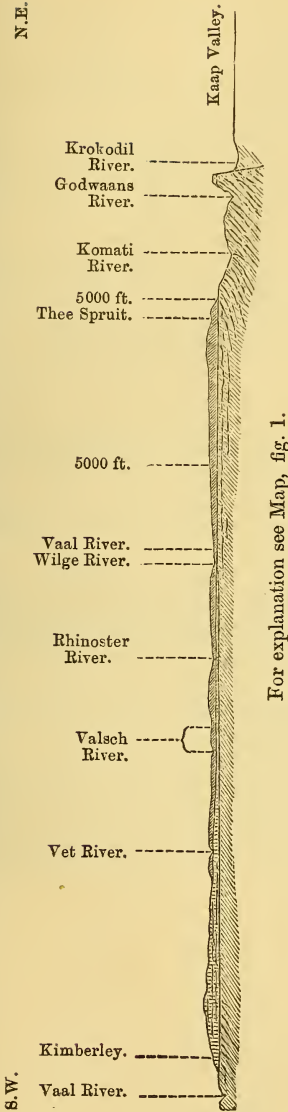 N.E.
Kaap Valley.
Krokodil
River.
Godwaans
River.
Komati
River.
5000 ft.
Thee Spruit.
5000 ft.
Vaal River.
Wilge River.
Rhinoster
River.
Valsch
River.
Vet River.
Kimberley.
Vaal River.
S.W.
For explanation see Map, fig. 1.